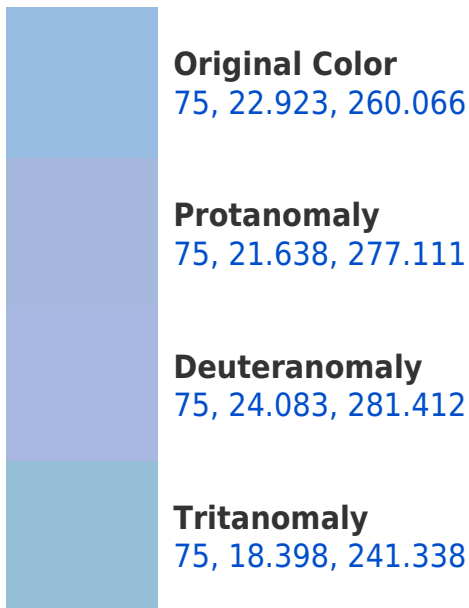 Original Color
75, 22.923, 260.066
Protanomaly
75, 21.638, 277.111
Deuteranomaly
75, 24.083, 281.412
Tritanomaly
75, 18.398, 241.338